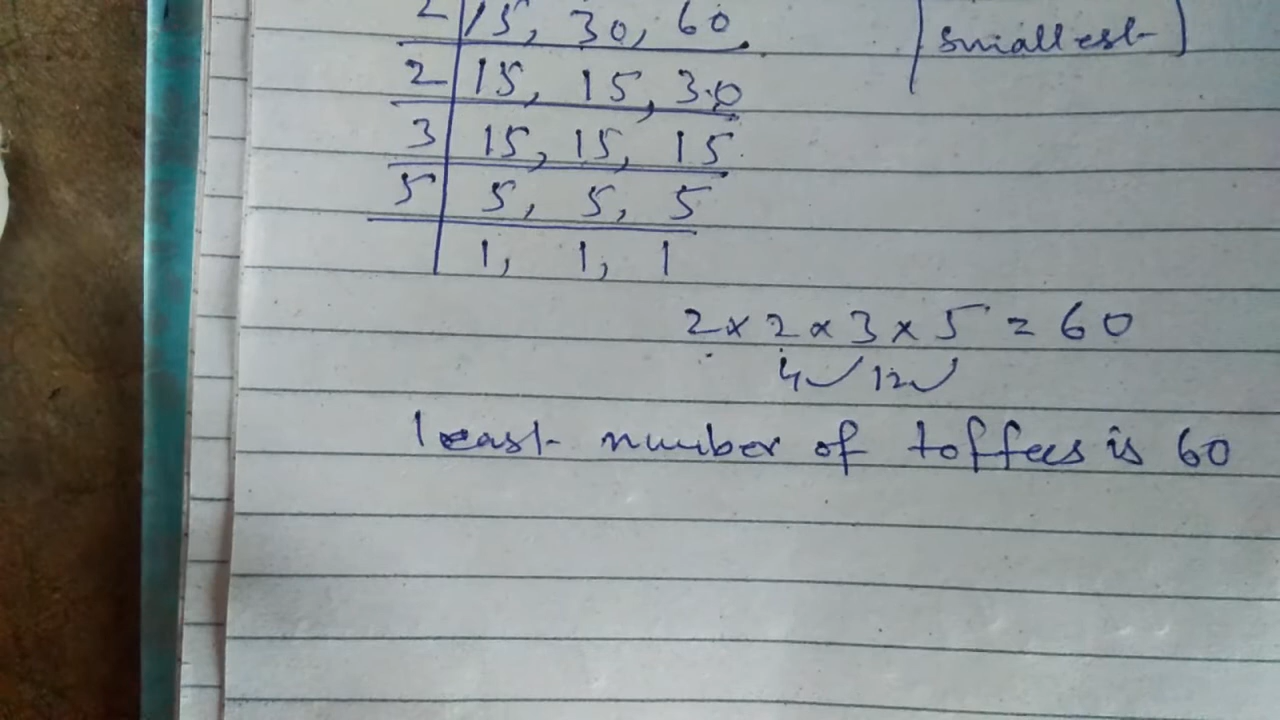 2 15, 30, 60
smallest
2 15, 15, 30
3 15, 15, 15
5 5, 5, 5
1, 1, 1
2 x 2 x 3 x 5 = 60
4 12
least number of toffees is 60